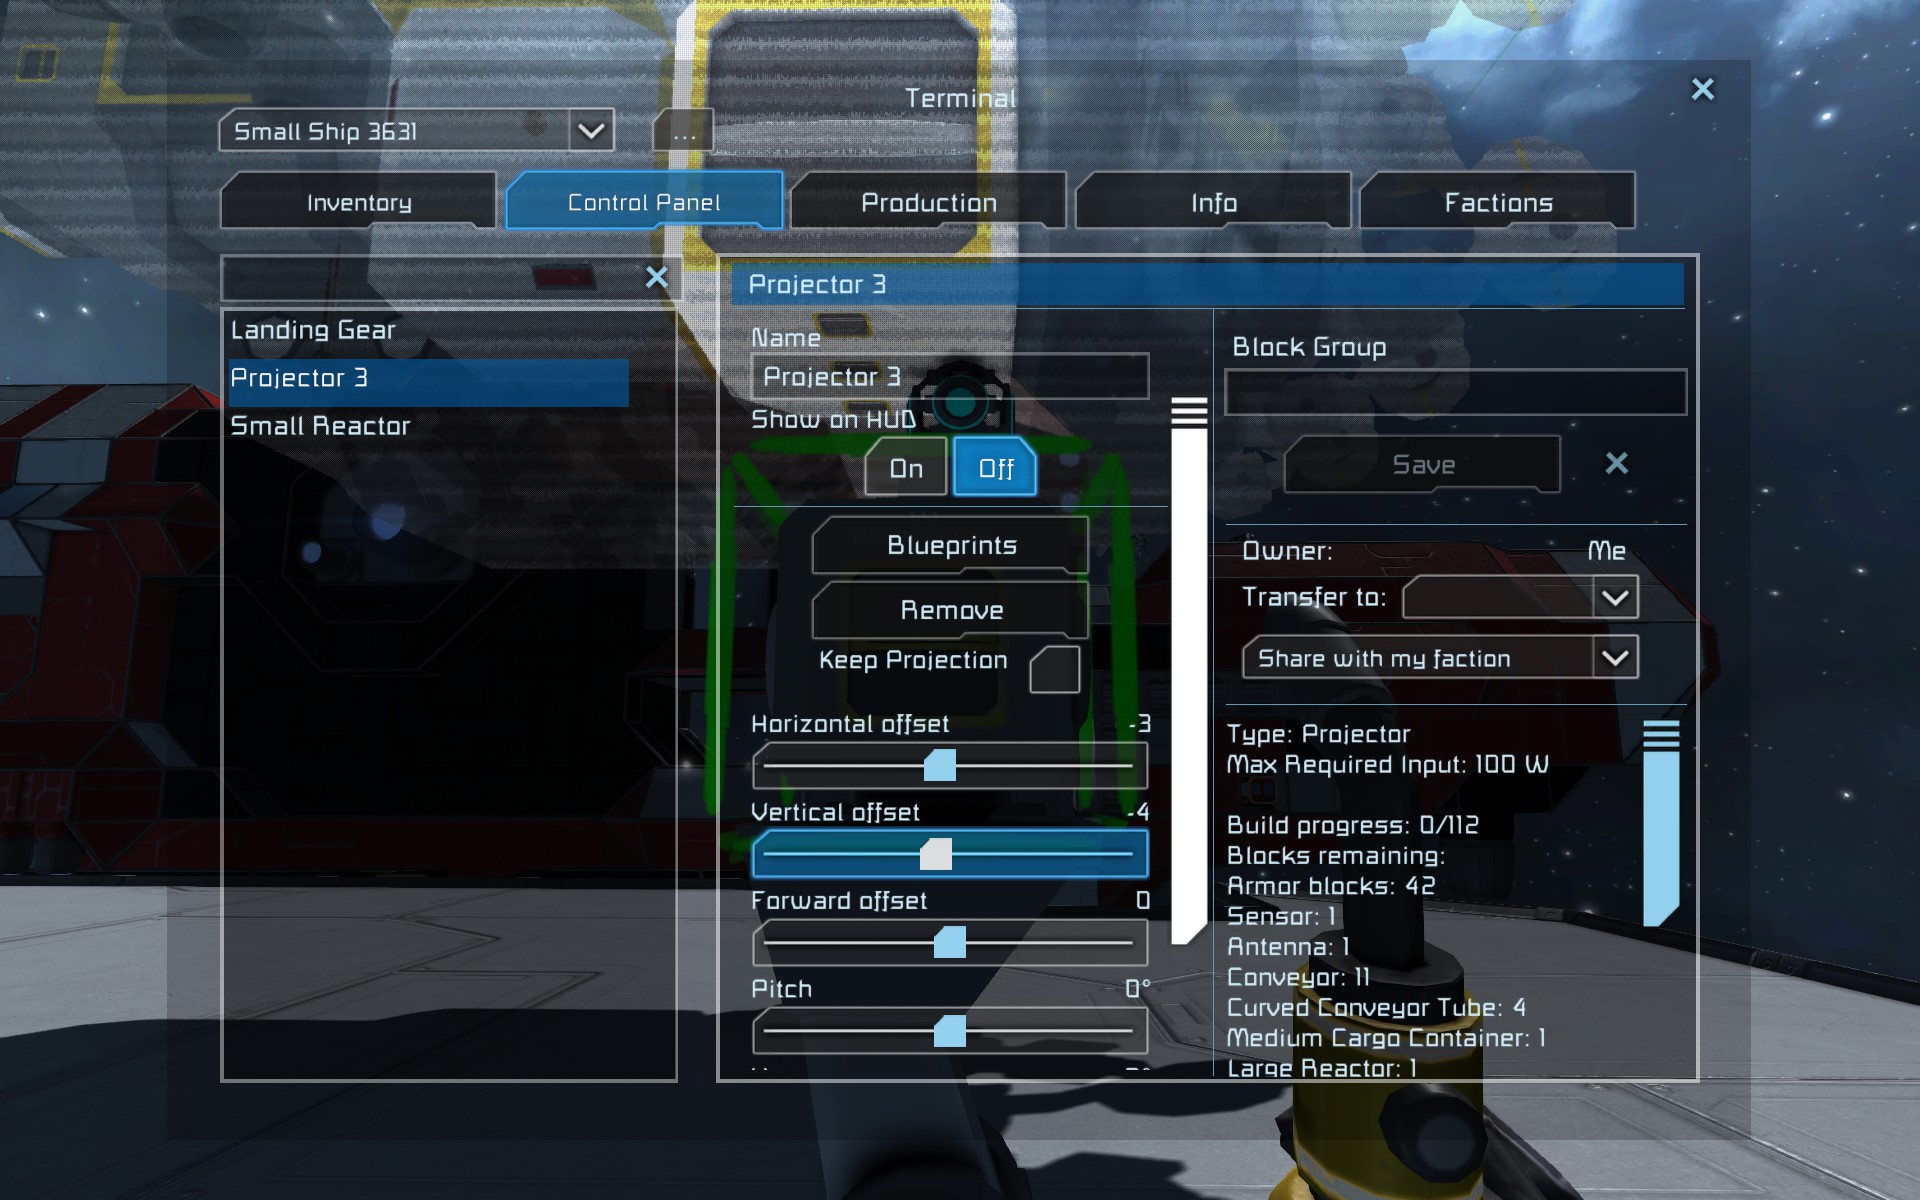 Terminal
Small Ship 3631
...
Inventory
Control Panel
Production
Info
Factions
Landing Gear
Projector 3
Small Reactor
Projector 3
Name
Projector 3
Show on HUD
On
Off
Blueprints
Remove
Keep Projection
Horizontal offset -3
Vertical offset -4
Forward offset 0
Pitch 0°
Block Group
Save
Owner: Me
Transfer to:
Share with my faction
Type: Projector
Max Required Input: 100 W
Build progress: 0/112
Blocks remaining:
Armor blocks: 42
Sensor: 1
Antenna: 1
Conveyor: 11
Curved Conveyor Tube: 4
Medium Cargo Container: 1
Large Reactor: 1